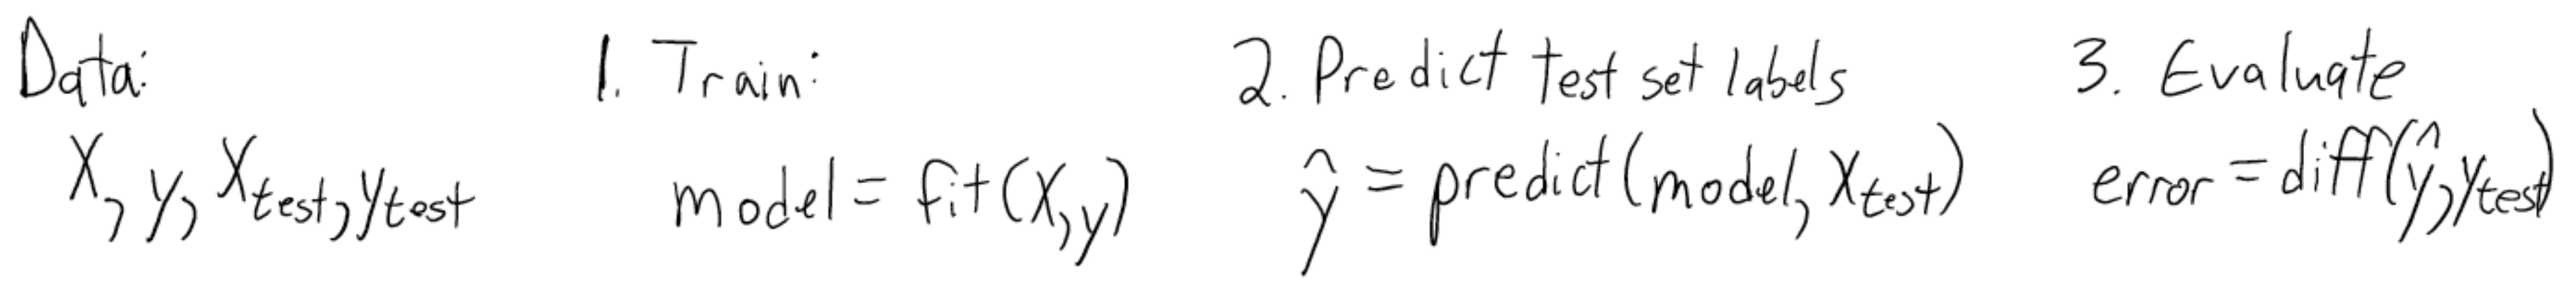 Data:
X, y, Xtest, ytest
1. Train:
model = fit(X, y)
2. Predict test set labels
ŷ = predict(model, Xtest)
3. Evaluate
error = diff(ŷ, ytest)